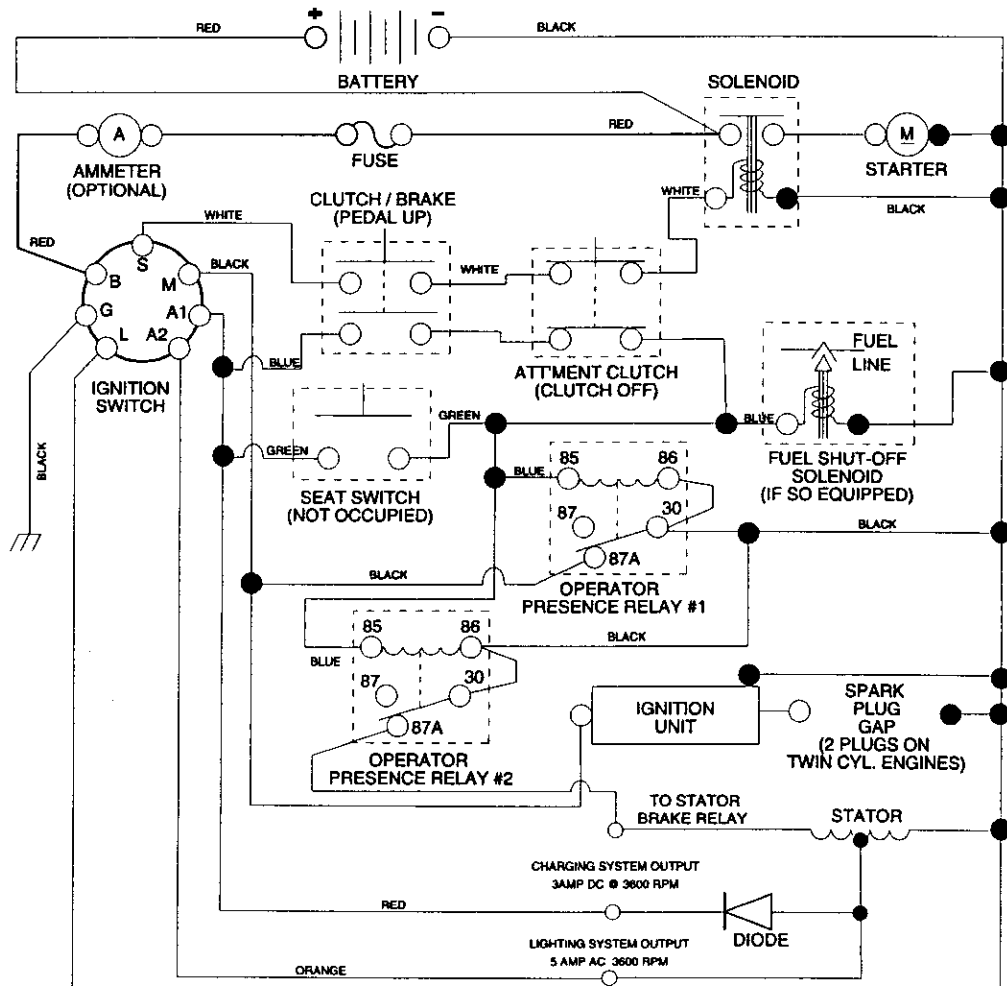 +
-
RED
BLACK
BATTERY
SOLENOID
A
RED
M
AMMETER
(OPTIONAL)
FUSE
STARTER
CLUTCH / BRAKE
(PEDAL UP)
WHITE
WHITE
BLACK
RED
S
BLACK
B
M
WHITE
G
A1
L
A2
IGNITION
SWITCH
BLUE
ATT'MENT CLUTCH
(CLUTCH OFF)
FUEL
LINE
BLACK
GREEN
GREEN
BLUE
SEAT SWITCH
(NOT OCCUPIED)
BLUE
85
86
FUEL SHUT-OFF
SOLENOID
(IF SO EQUIPPED)
87
30
BLACK
87A
BLACK
OPERATOR
PRESENCE RELAY #1
85
86
BLACK
BLUE
87
30
87A
IGNITION
UNIT
SPARK
PLUG
GAP
(2 PLUGS ON
TWIN CYL. ENGINES)
OPERATOR
PRESENCE RELAY #2
TO STATOR
BRAKE RELAY
STATOR
CHARGING SYSTEM OUTPUT
3AMP DC @ 3600 RPM
RED
DIODE
LIGHTING SYSTEM OUTPUT
5 AMP AC 3600 RPM
ORANGE